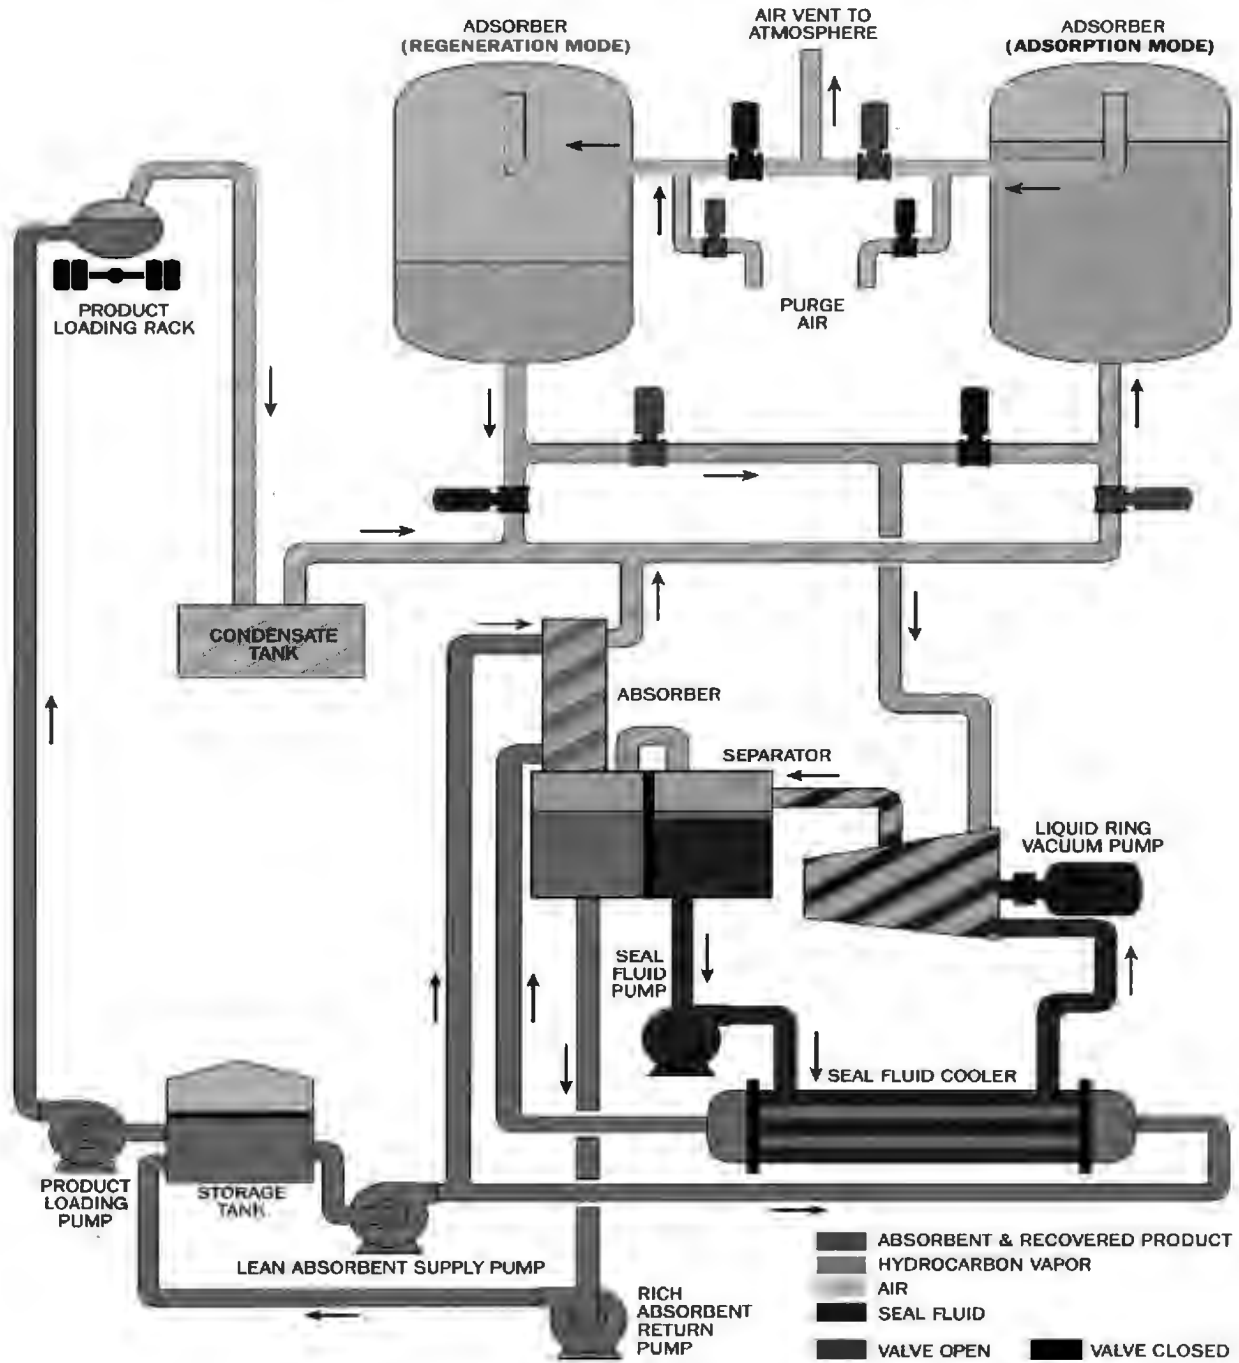 ADSORBER
(REGENERATION MODE)
AIR VENT TO
ATMOSPHERE
ADSORBER
(ADSORPTION MODE)
PRODUCT
LOADING RACK
PURGE
AIR
CONDENSATE
TANK
ABSORBER
SEPARATOR
LIQUID RING
VACUUM PUMP
SEAL
FLUID
PUMP
SEAL FLUID COOLER
PRODUCT
LOADING
PUMP
STORAGE
TANK
LEAN ABSORBENT SUPPLY PUMP
RICH
ABSORBENT
RETURN
PUMP
ABSORBENT & RECOVERED PRODUCT
HYDROCARBON VAPOR
AIR
SEAL FLUID
VALVE OPEN
VALVE CLOSED